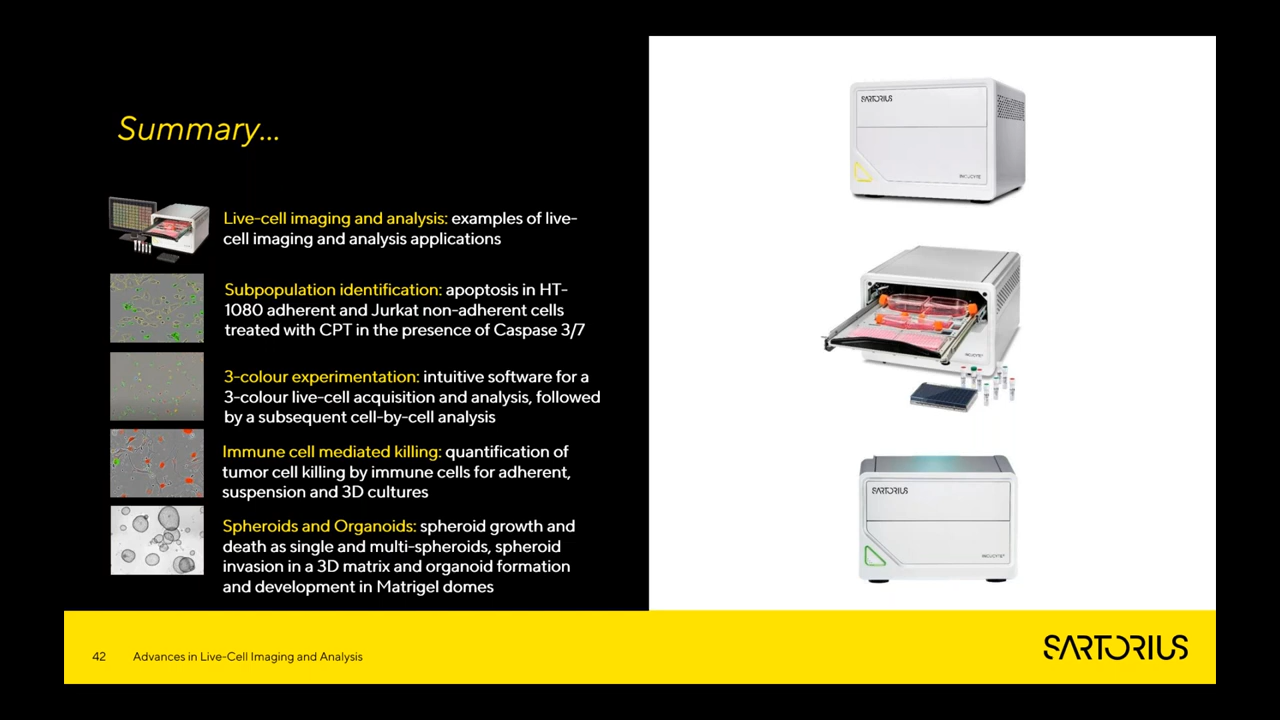 Summary...
Live-cell imaging and analysis: examples of live-
cell imaging and analysis applications
Subpopulation identification: apoptosis in HT-
1080 adherent and Jurkat non-adherent cells
treated with CPT in the presence of Caspase 3/7
3-colour experimentation: intuitive software for a
3-colour live-cell acquisition and analysis, followed
by a subsequent cell-by-cell analysis
Immune cell mediated killing: quantification of
tumor cell killing by immune cells for adherent,
suspension and 3D cultures
Spheroids and Organoids: spheroid growth and
death as single and multi-spheroids, spheroid
invasion in a 3D matrix and organoid formation
and development in Matrigel domes
SARTORIUS
INCUCYTE
INCUCYTE
SARTORIUS
INCUCYTE
42 Advances in Live-Cell Imaging and Analysis
SARTORIUS